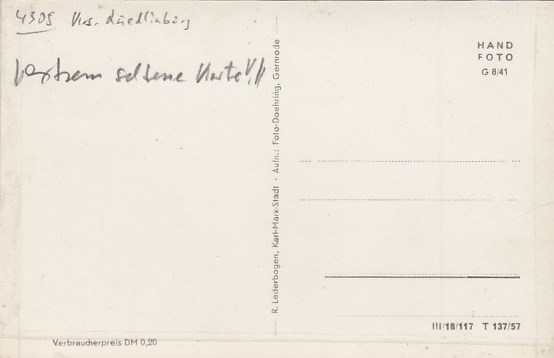 4305 Krs. Quedlinburg
extrem seltene Karte!!!
HAND
FOTO
G 8/41
R. Lederbogen, Karl-Marx-Stadt · Aufn.: Foto-Doehring, Gernrode
III/18/117 T 137/57
Verbraucherpreis DM 0,20